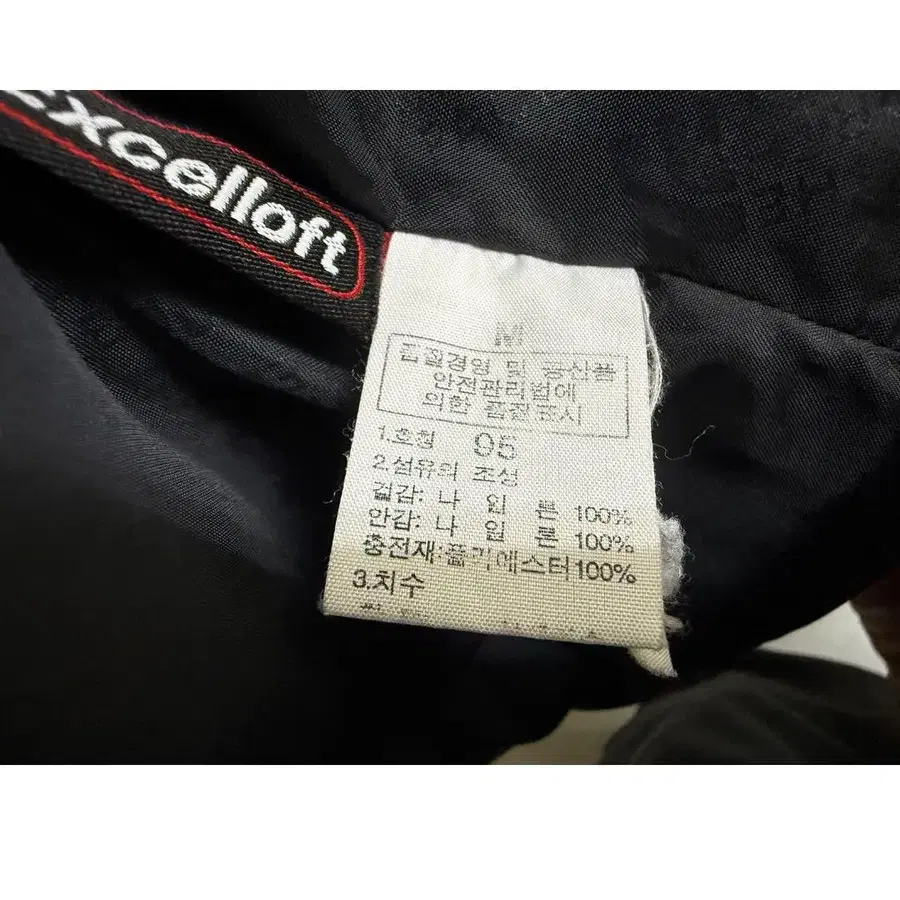 excelloft
M
품질경영 및 공산품
안전관리법에
의한 품질표시
1.호칭 95
2.섬유의 조성
겉감: 나 일 론 100%
안감: 나 일 론 100%
충전재:폴리에스터100%
3.치수